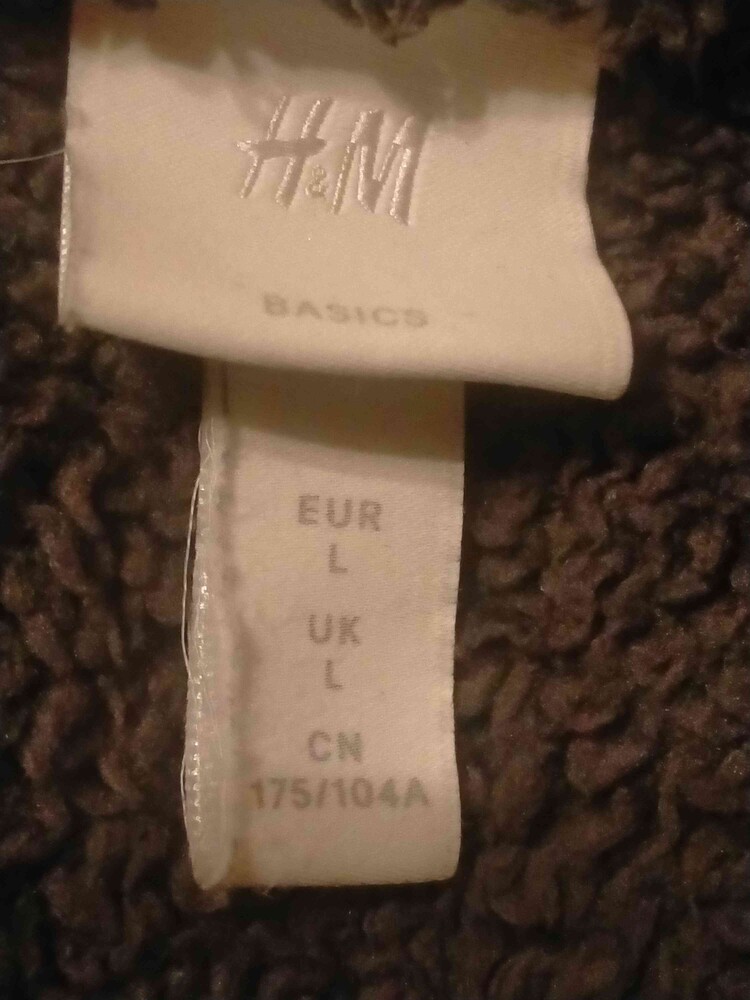 H&M
BASICS
EUR
L
UK
L
CN
175/104A